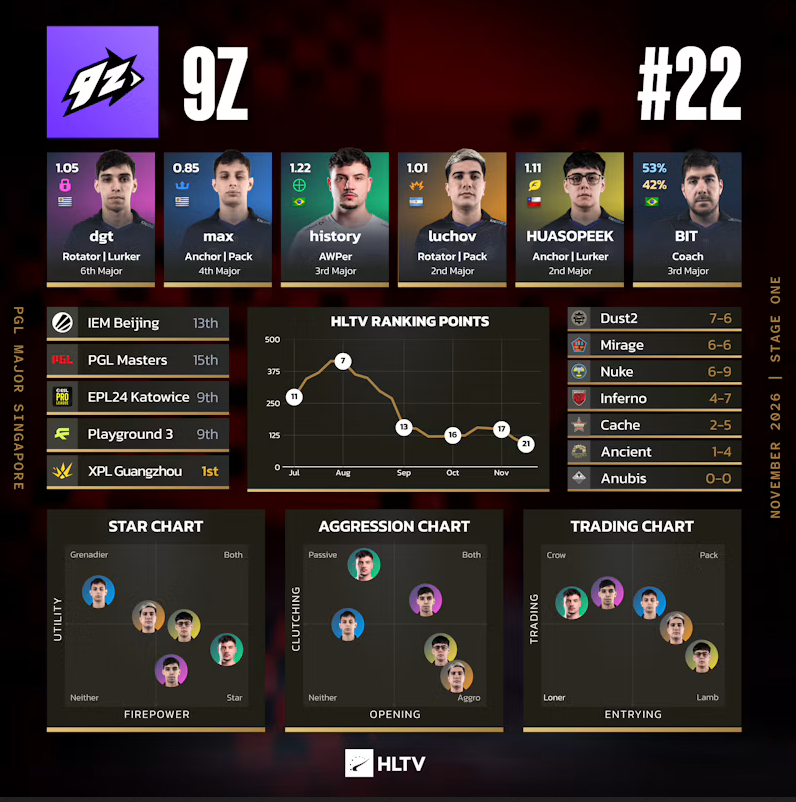 9z
9Z
#22
1.05
dgt
Rotator | Lurker
6th Major
0.85
max
Anchor | Pack
4th Major
1.22
history
AWPer
3rd Major
1.01
luchov
Rotator | Pack
2nd Major
1.11
HUASOPEEK
Anchor | Lurker
2nd Major
53%
42%
BIT
Coach
3rd Major
PGL MAJOR SINGAPORE
IEM Beijing 13th
PGL PGL Masters 15th
ESL PRO LEAGUE EPL24 Katowice 9th
Playground 3 9th
XPL Guangzhou 1st
HLTV RANKING POINTS
500
375
250
125
0
11
7
13
16
17
21
Jul Aug Sep Oct Nov
Dust2 7-6
Mirage 6-6
Nuke 6-9
Inferno 4-7
Cache 2-5
Ancient 1-4
Anubis 0-0
NOVEMBER 2026 | STAGE ONE
STAR CHART
Grenadier Both
UTILITY
Neither Star
FIREPOWER
AGGRESSION CHART
Passive Both
CLUTCHING
Neither Aggro
OPENING
TRADING CHART
Crow Pack
TRADING
Loner Lamb
ENTRYING
HLTV